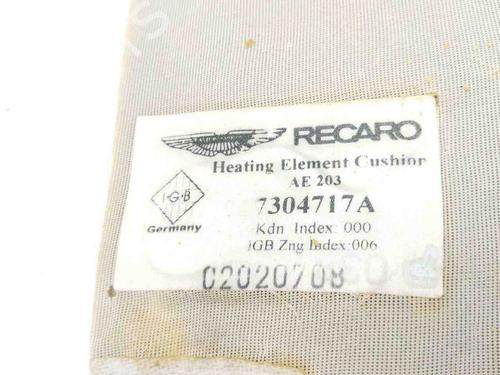 RECARO
Heating Element Cushion
AE 203
7304717A
I·G·B
Germany
Kdn Index: 000
IGB Zng Index:006
02020708